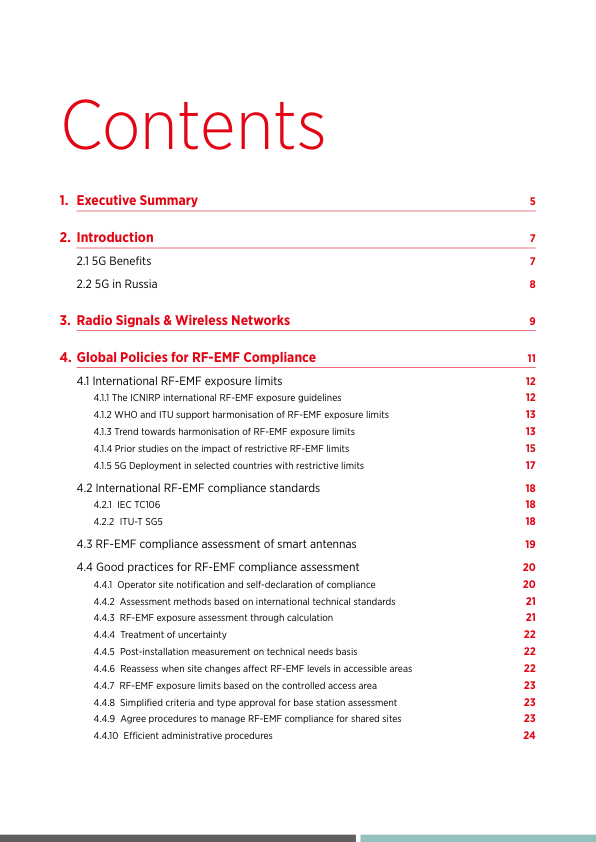 Contents
1. Executive Summary 5
2. Introduction 7
2.1 5G Benefits 7
2.2 5G in Russia 8
3. Radio Signals & Wireless Networks 9
4. Global Policies for RF-EMF Compliance 11
4.1 International RF-EMF exposure limits 12
4.1.1 The ICNIRP international RF-EMF exposure guidelines 12
4.1.2 WHO and ITU support harmonisation of RF-EMF exposure limits 13
4.1.3 Trend towards harmonisation of RF-EMF exposure limits 13
4.1.4 Prior studies on the impact of restrictive RF-EMF limits 15
4.1.5 5G Deployment in selected countries with restrictive limits 17
4.2 International RF-EMF compliance standards 18
4.2.1 IEC TC106 18
4.2.2 ITU-T SG5 18
4.3 RF-EMF compliance assessment of smart antennas 19
4.4 Good practices for RF-EMF compliance assessment 20
4.4.1 Operator site notification and self-declaration of compliance 20
4.4.2 Assessment methods based on international technical standards 21
4.4.3 RF-EMF exposure assessment through calculation 21
4.4.4 Treatment of uncertainty 22
4.4.5 Post-installation measurement on technical needs basis 22
4.4.6 Reassess when site changes affect RF-EMF levels in accessible areas 22
4.4.7 RF-EMF exposure limits based on the controlled access area 23
4.4.8 Simplified criteria and type approval for base station assessment 23
4.4.9 Agree procedures to manage RF-EMF compliance for shared sites 23
4.4.10 Efficient administrative procedures 24